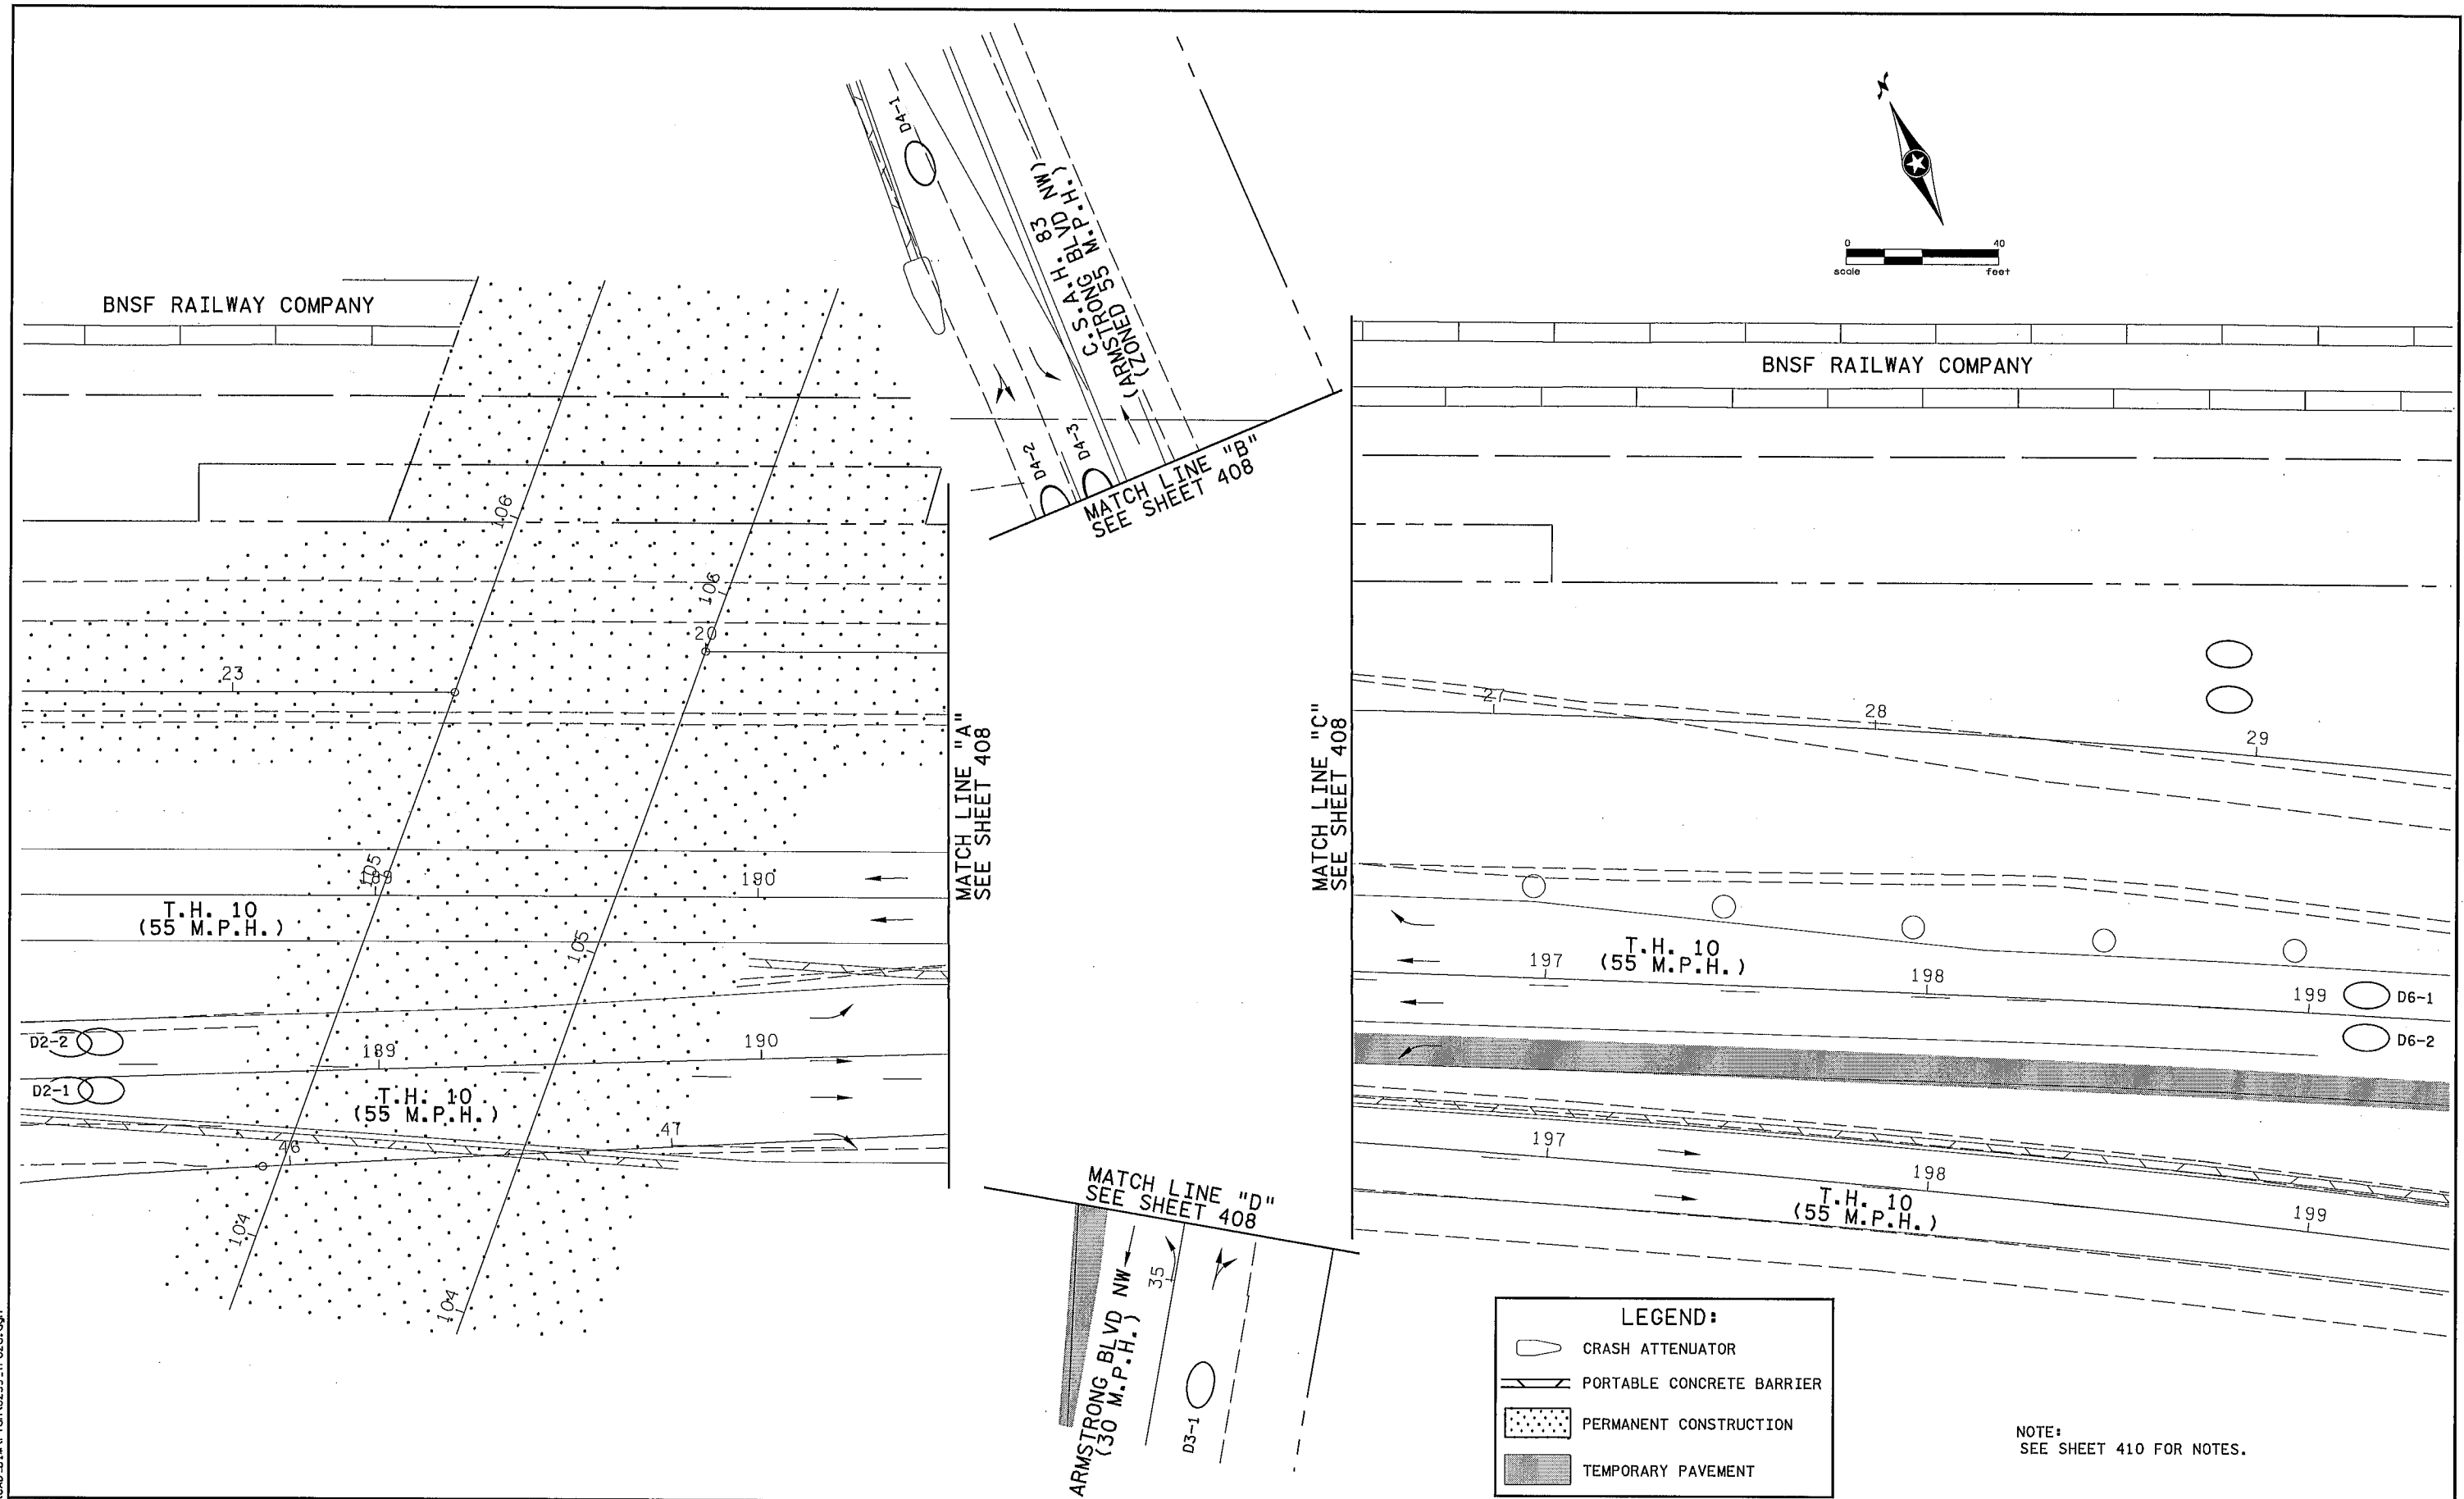 BNSF RAILWAY COMPANY
D4-1
C.S.A.H. 83
(ARMSTRONG BLVD NW)
(ZONED 55 M.P.H.)
D4-2
D4-3
MATCH LINE "B"
SEE SHEET 408
0 40
scale feet
BNSF RAILWAY COMPANY
106
106
20
23
MATCH LINE "A"
SEE SHEET 408
105
189
190
T.H. 10
(55 M.P.H.)
105
D2-2
189
190
D2-1
T.H. 10
(55 M.P.H.)
46
47
104
104
MATCH LINE "C"
SEE SHEET 408
27
28
29
T.H. 10
(55 M.P.H.)
197
198
199
D6-1
D6-2
197
198
199
T.H. 10
(55 M.P.H.)
MATCH LINE "D"
SEE SHEET 408
35
ARMSTRONG BLVD NW
(30 M.P.H.)
D3-1
LEGEND:
CRASH ATTENUATOR
PORTABLE CONCRETE BARRIER
PERMANENT CONSTRUCTION
TEMPORARY PAVEMENT
NOTE:
SEE SHEET 410 FOR NOTES.